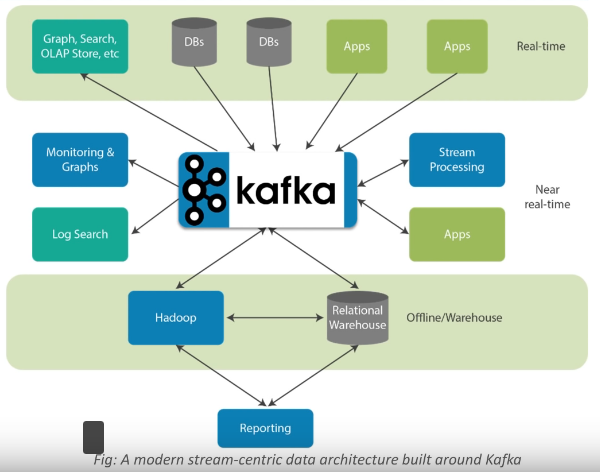 Graph, Search,
OLAP Store, etc
DBs
DBs
Apps
Apps
Real-time
Monitoring &
Graphs
kafka
Stream
Processing
Near
real-time
Log Search
Apps
Hadoop
Relational
Warehouse
Offline/Warehouse
Reporting
Fig: A modern stream-centric data architecture built around Kafka